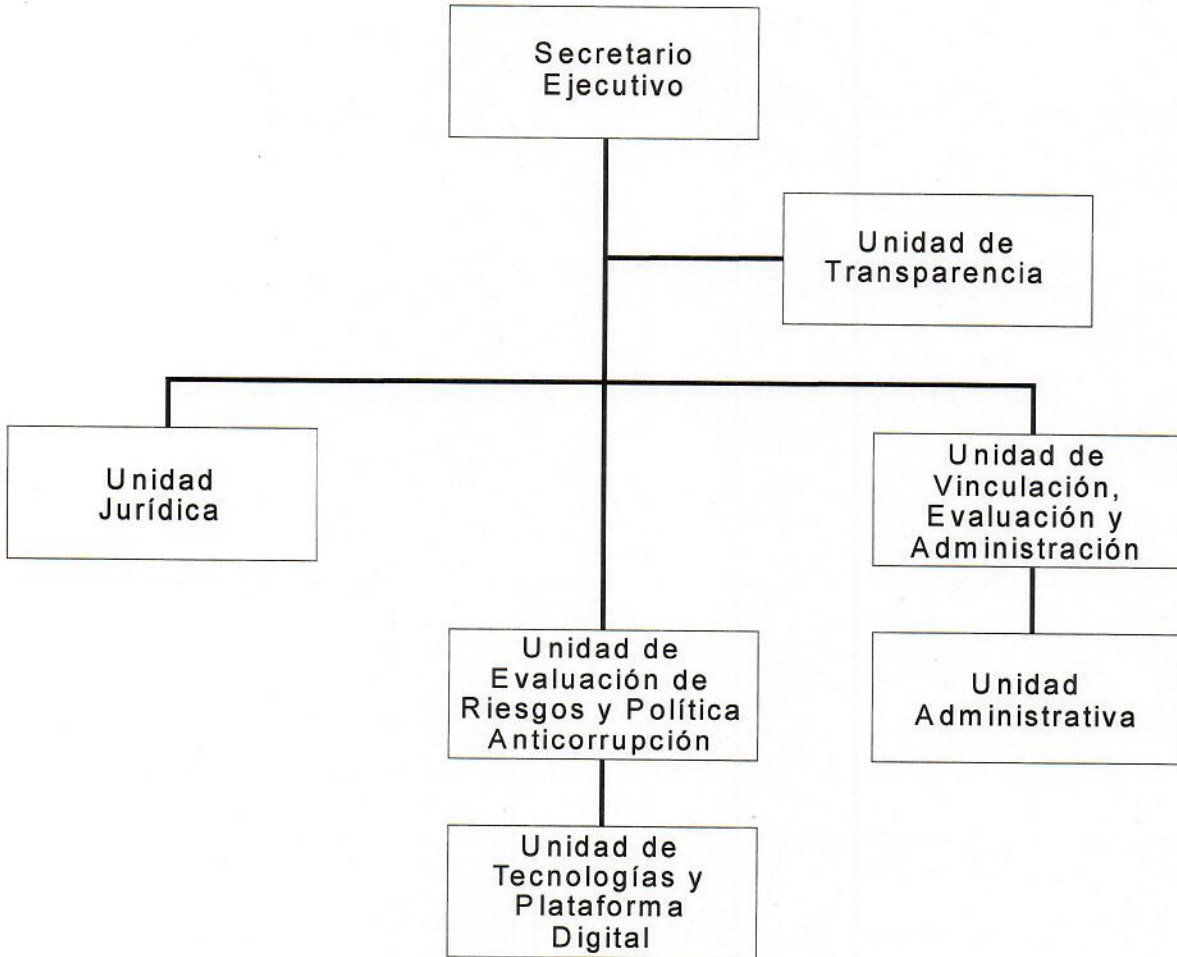 Secretario
Ejecutivo
Unidad de
Transparencia
Unidad
Jurídica
Unidad de
Vinculación,
Evaluación y
Administración
Unidad de
Evaluación de
Riesgos y Política
Anticorrupción
Unidad
Administrativa
Unidad de
Tecnologías y
Plataforma
Digital